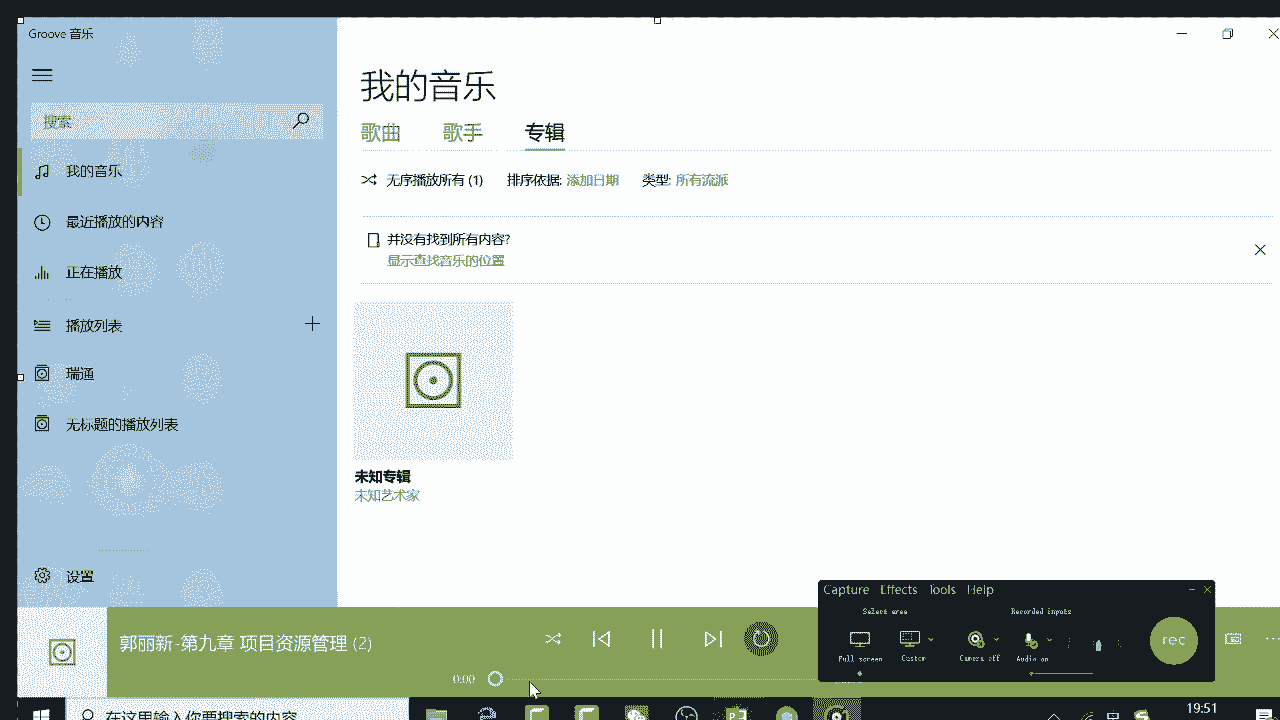 Groove 音乐
搜索
我的音乐
最近播放的内容
正在播放
播放列表
瑞通
无标题的播放列表
设置
我的音乐
歌曲 歌手 专辑
无序播放所有 (1) 排序依据: 添加日期 类型: 所有流派
并没有找到所有内容?
显示查找音乐的位置
未知专辑
未知艺术家
郭丽新-第九章 项目资源管理 (2)
0:00
Capture Effects Tools Help
Select area Recorded inputs
Full screen Custom Camera off Audio on
rec
在这里输入你要搜索的内容
19:51